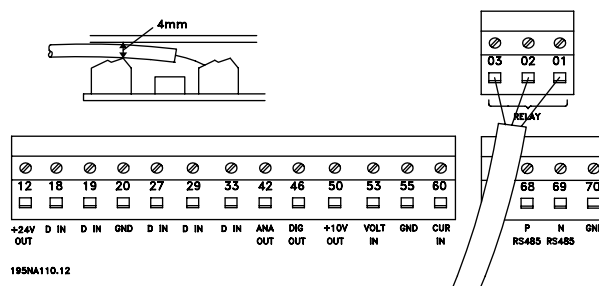 4mm
03 02 01
RELAY
12 18 19 20 27 29 33 42 46 50 53 55 60
68 69 70
+24V OUT D IN D IN GND D IN D IN D IN ANA OUT DIG OUT +10V OUT VOLT IN GND CUR IN
P RS485 N RS485 GND
195NA110.12